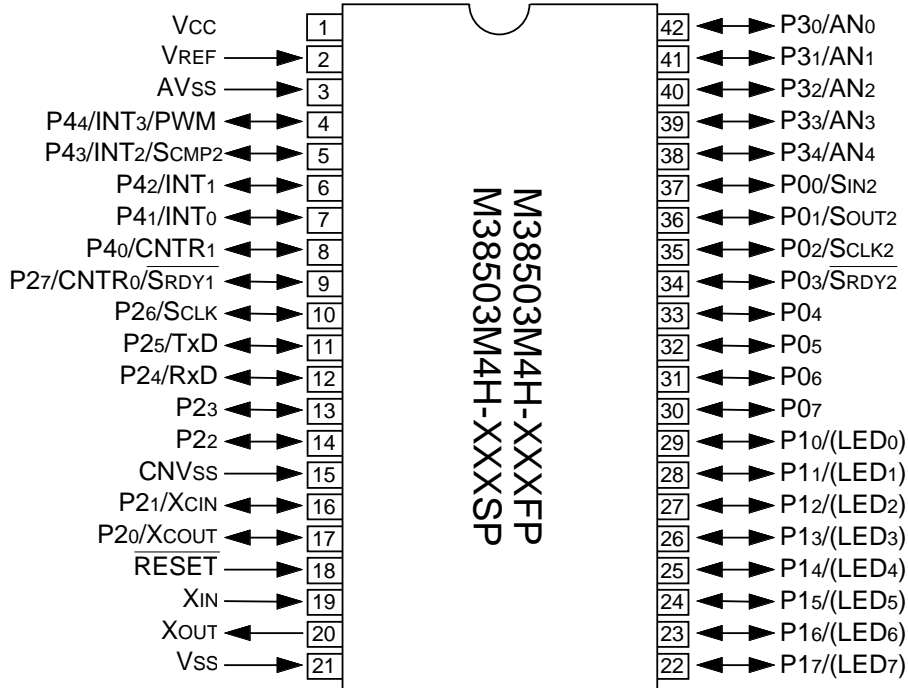 VCC 1
VREF 2
AVSS 3
P44/INT3/PWM 4
P43/INT2/SCMP2 5
P42/INT1 6
P41/INT0 7
P40/CNTR1 8
P27/CNTR0/SRDY1 9
P26/SCLK 10
P25/TxD 11
P24/RxD 12
P23 13
P22 14
CNVSS 15
P21/XCIN 16
P20/XCOUT 17
RESET 18
XIN 19
XOUT 20
VSS 21
M38503M4H-XXXFP
M38503M4H-XXXSP
42 P30/AN0
41 P31/AN1
40 P32/AN2
39 P33/AN3
38 P34/AN4
37 P00/SIN2
36 P01/SOUT2
35 P02/SCLK2
34 P03/SRDY2
33 P04
32 P05
31 P06
30 P07
29 P10/(LED0)
28 P11/(LED1)
27 P12/(LED2)
26 P13/(LED3)
25 P14/(LED4)
24 P15/(LED5)
23 P16/(LED6)
22 P17/(LED7)